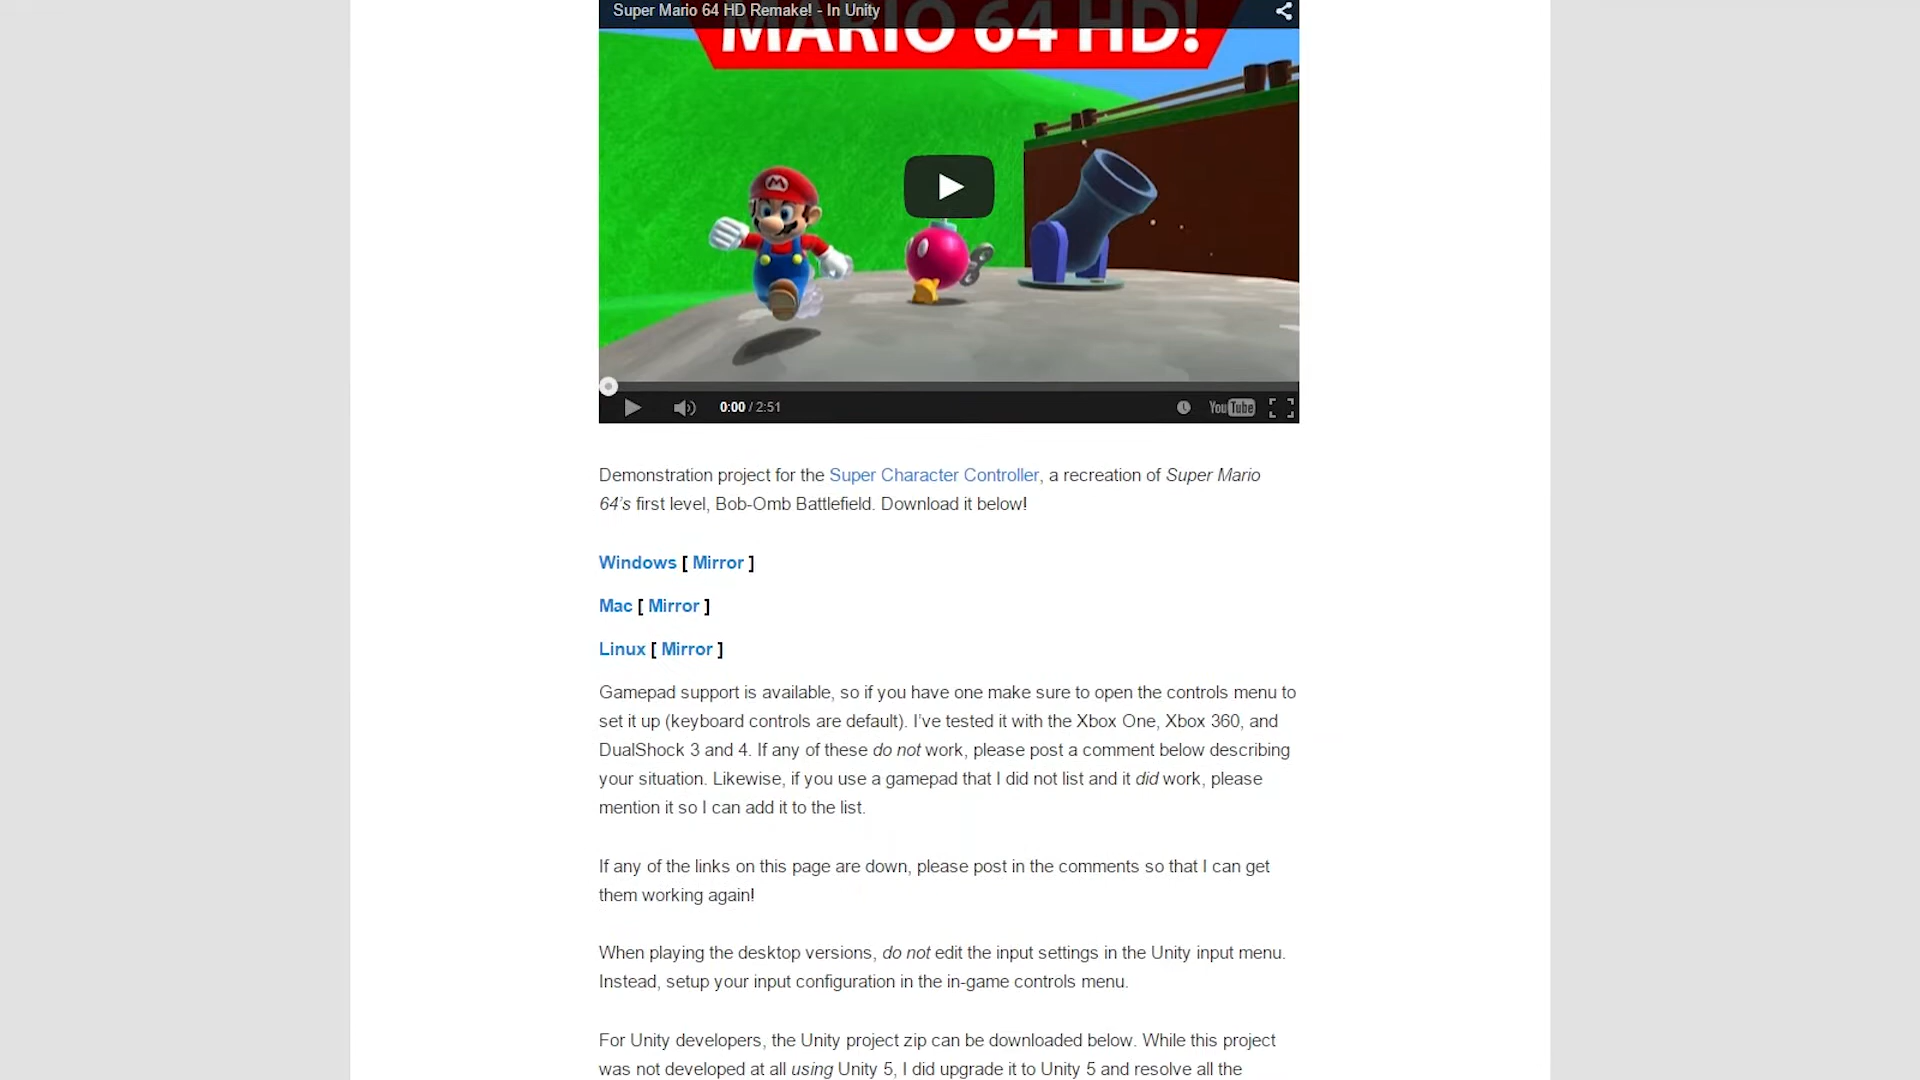 Super Mario 64 HD Remake! - In Unity
MARIO 64 HD!
M
0:00 / 2:51
YouTube
Demonstration project for the Super Character Controller, a recreation of Super Mario
64’s first level, Bob-Omb Battlefield. Download it below!
Windows [ Mirror ]
Mac [ Mirror ]
Linux [ Mirror ]
Gamepad support is available, so if you have one make sure to open the controls menu to
set it up (keyboard controls are default). I’ve tested it with the Xbox One, Xbox 360, and
DualShock 3 and 4. If any of these do not work, please post a comment below describing
your situation. Likewise, if you use a gamepad that I did not list and it did work, please
mention it so I can add it to the list.
If any of the links on this page are down, please post in the comments so that I can get
them working again!
When playing the desktop versions, do not edit the input settings in the Unity input menu.
Instead, setup your input configuration in the in-game controls menu.
For Unity developers, the Unity project zip can be downloaded below. While this project
was not developed at all using Unity 5, I did upgrade it to Unity 5 and resolve all the